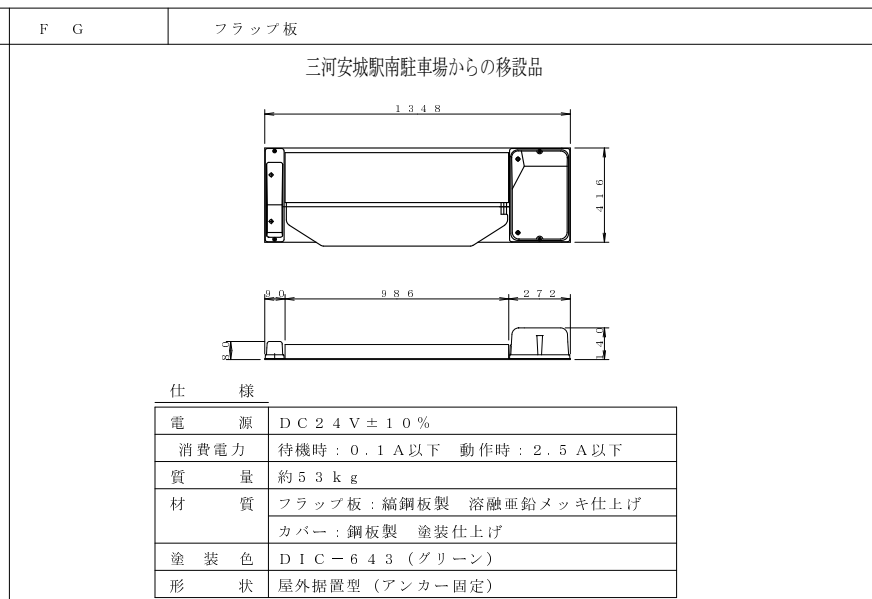 ＦＧ　フラップ板
三河安城駅南駐車場からの移設品
１３４８
４１６
９０　９８６　２７２
８０　１４０
仕　様
電　源　ＤＣ２４Ｖ±１０％
消費電力　待機時：０.１Ａ以下　動作時：２.５Ａ以下
質　量　約５３ｋｇ
材　質　フラップ板：縞鋼板製　溶融亜鉛メッキ仕上げ
カバー：鋼板製　塗装仕上げ
塗装色　ＤＩＣ－６４３（グリーン）
形　状　屋外据置型（アンカー固定）